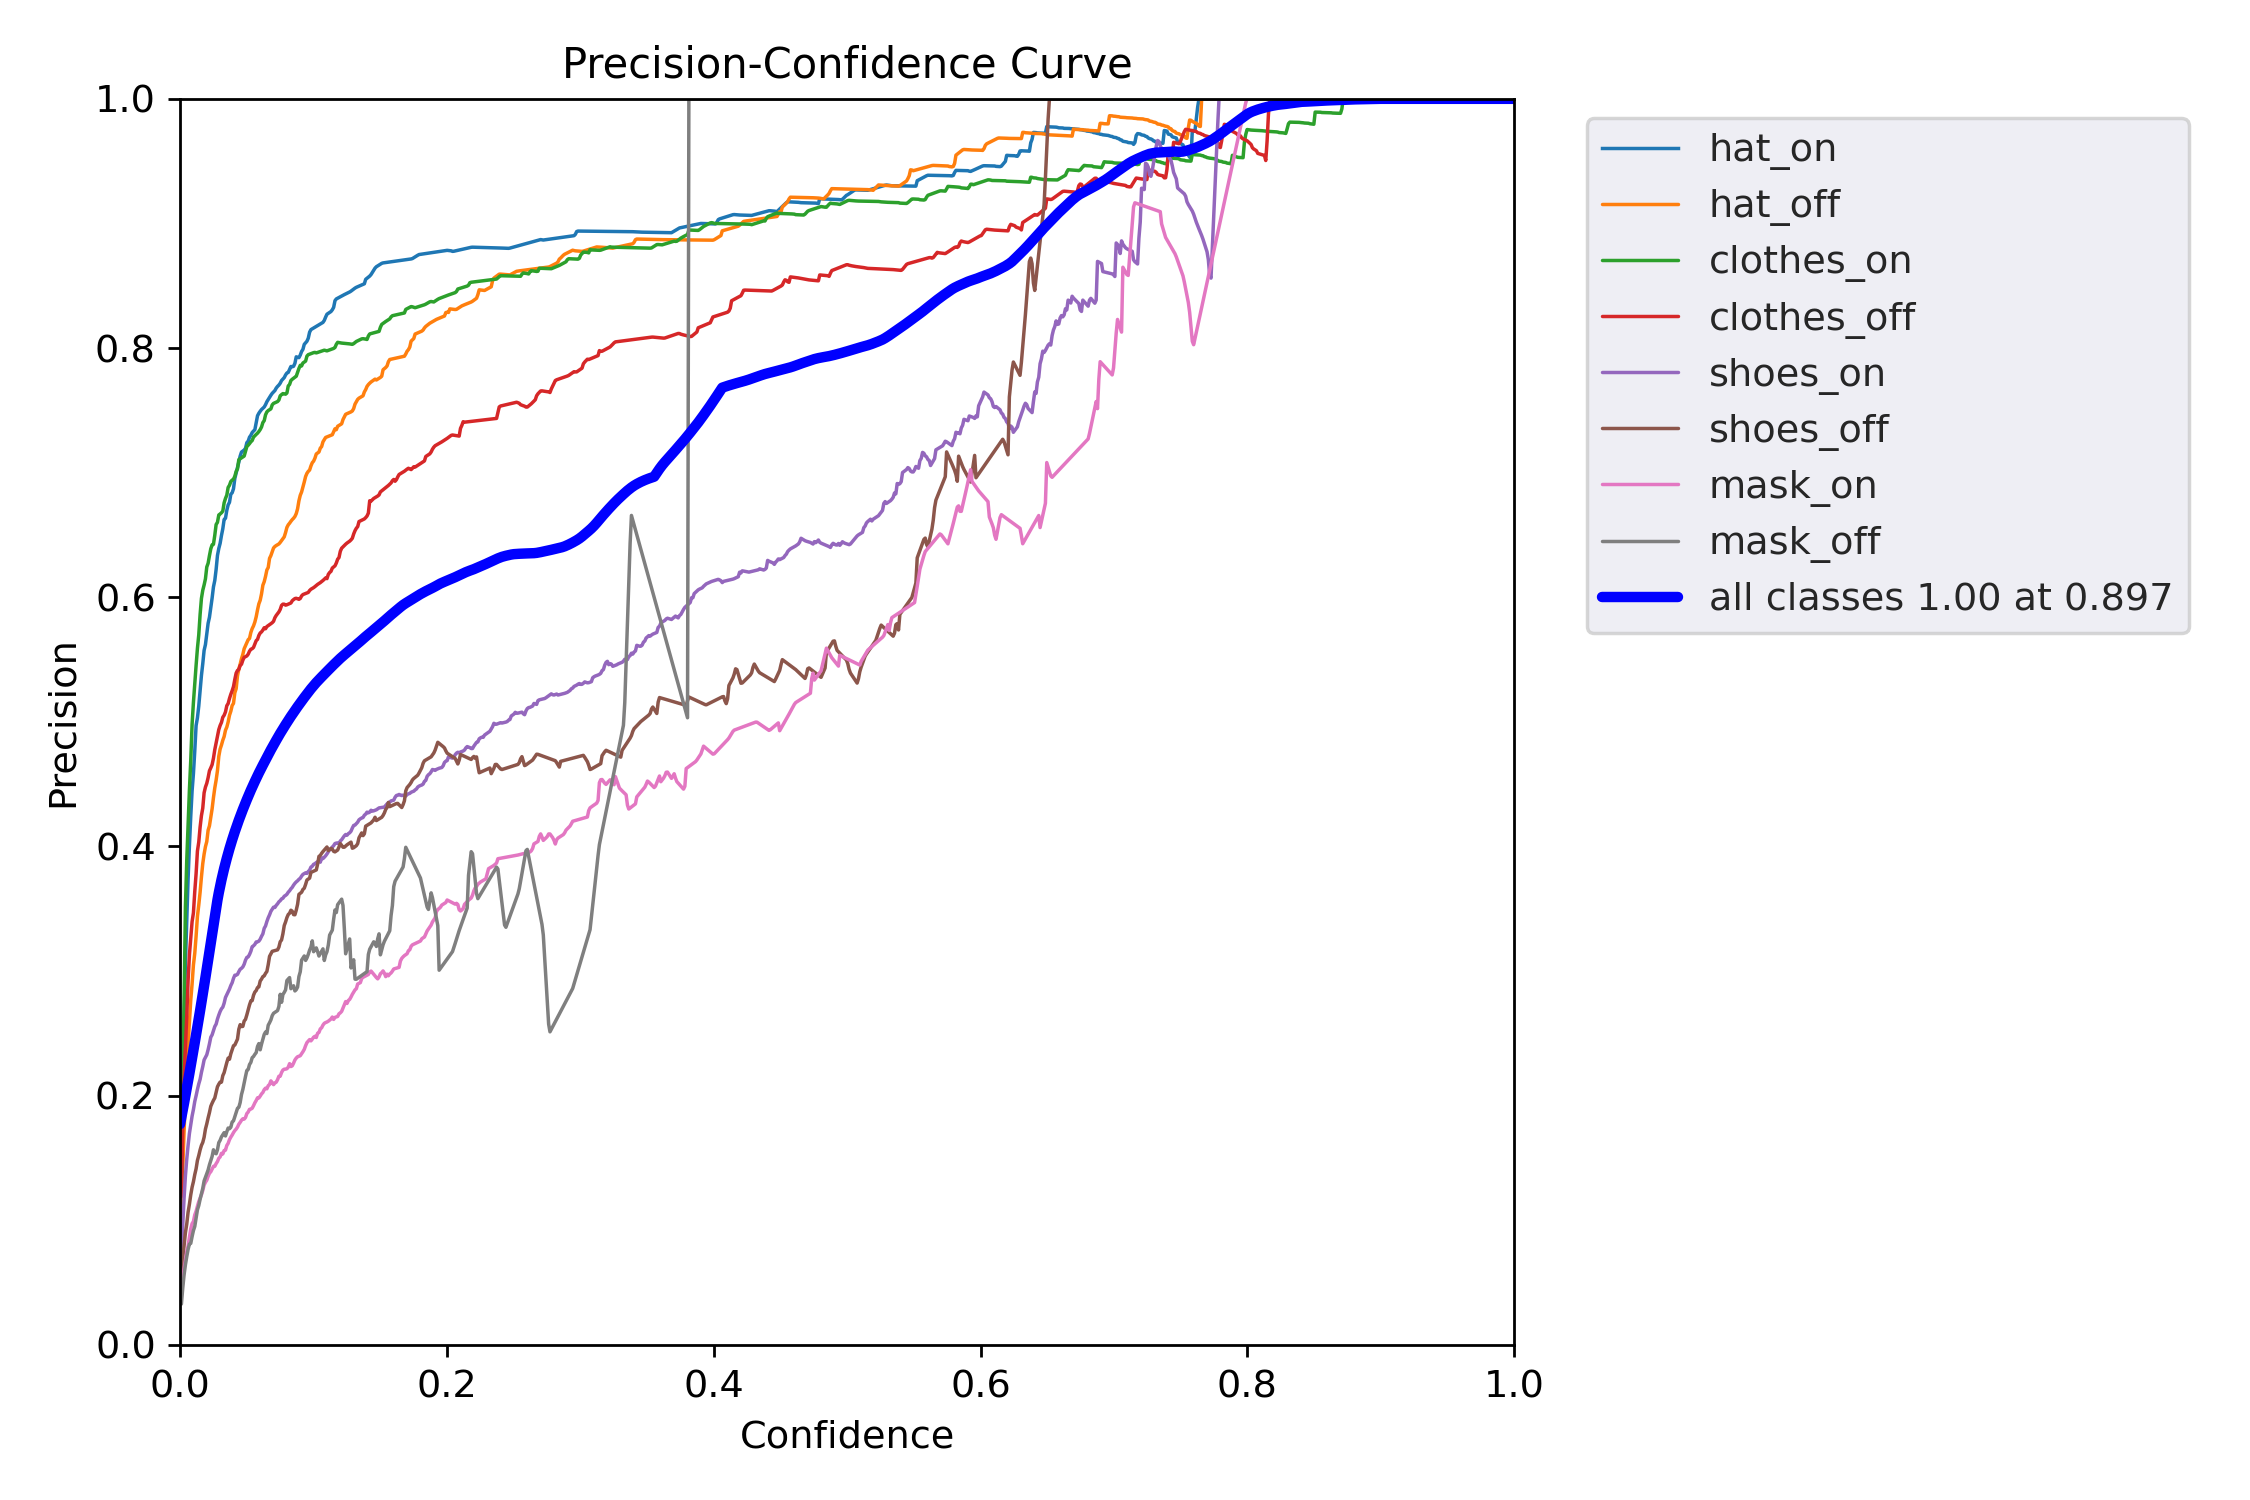 Precision-Confidence Curve
1.0
0.8
0.6
0.4
0.2
0.0
Precision
0.0 0.2 0.4 0.6 0.8 1.0
Confidence
hat_on
hat_off
clothes_on
clothes_off
shoes_on
shoes_off
mask_on
mask_off
all classes 1.00 at 0.897